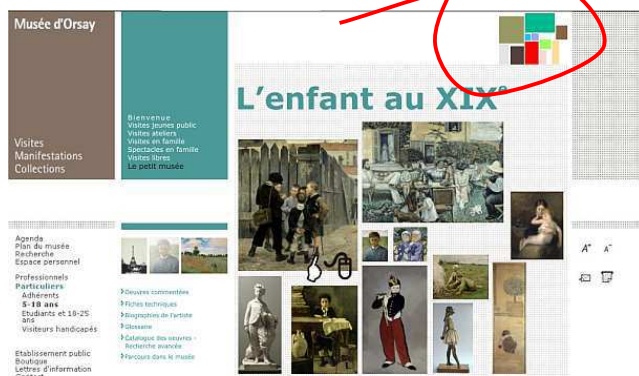 Musée d'Orsay
Visites
Manifestations
Collections
Bienvenue
Visites jeunes public
Visites ateliers
Visites en famille
Spectacles en famille
Visites libres
Le petit musée
L'enfant au XIXe
Agenda
Plan du musée
Recherche
Espace personnel
Professionnels
Particuliers
Adhérents
5-18 ans
Etudiants et 18-25
ans
Visiteurs handicapés
Etablissement public
Boutique
Lettres d'information
Contact
Oeuvres commentées
Fiches techniques
Biographies de l'artiste
Glossaire
Catalogue des oeuvres -
Recherche avancée
Parcours dans le musée
A+ A-